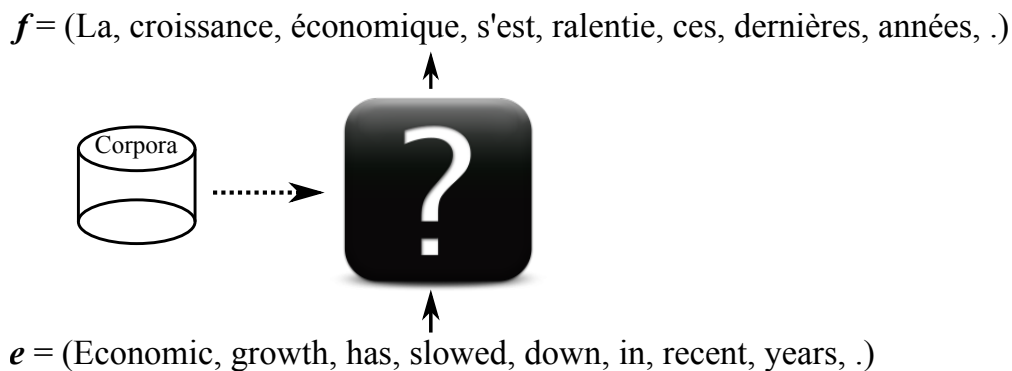 f = (La, croissance, économique, s'est, ralentie, ces, dernières, années, .)
Corpora
?
e = (Economic, growth, has, slowed, down, in, recent, years, .)